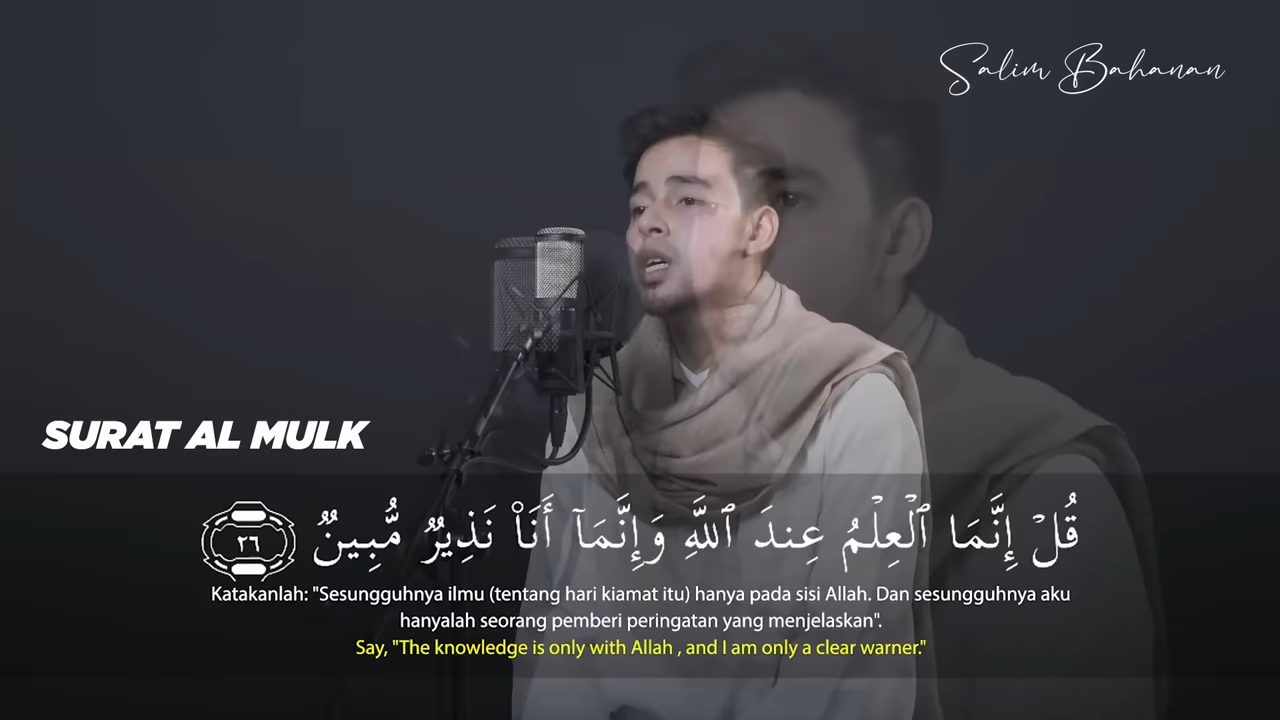 Salim Bahanan
SURAT AL MULK
قُلْ إِنَّمَا ٱلْعِلْمُ عِندَ ٱللَّهِ وَإِنَّمَآ أَنَا۠ نَذِيرٌ مُّبِينٌ ٢٦
Katakanlah: "Sesungguhnya ilmu (tentang hari kiamat itu) hanya pada sisi Allah. Dan sesungguhnya aku
hanyalah seorang pemberi peringatan yang menjelaskan".
Say, "The knowledge is only with Allah , and I am only a clear warner."